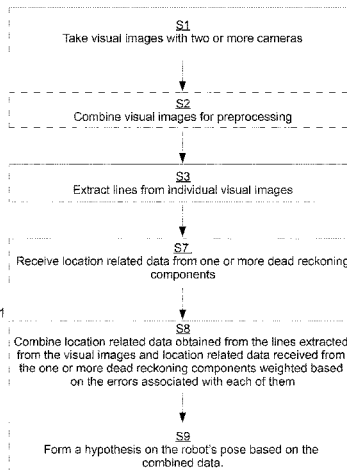 S1
Take visual images with two or more cameras
S2
Combine visual images for preprocessing
S3
Extract lines from individual visual images
S7
Receive location related data from one or more dead reckoning
components
1
S8
Combine location related data obtained from the lines extracted
from the visual images and location related data received from
the one or more dead reckoning components weighted based
on the errors associated with each of them
S9
Form a hypothesis on the robot's pose based on the
combined data.